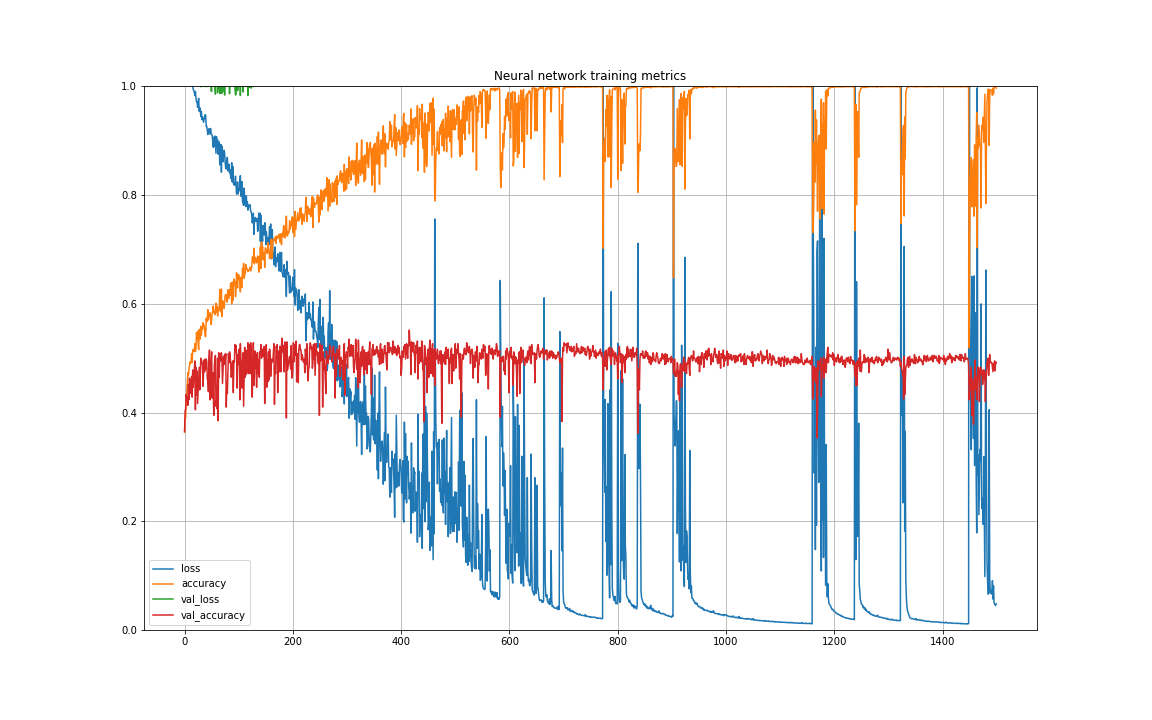 Neural network training metrics
1.0
0.8
0.6
0.4
0.2
0.0
loss
accuracy
val_loss
val_accuracy
0 200 400 600 800 1000 1200 1400